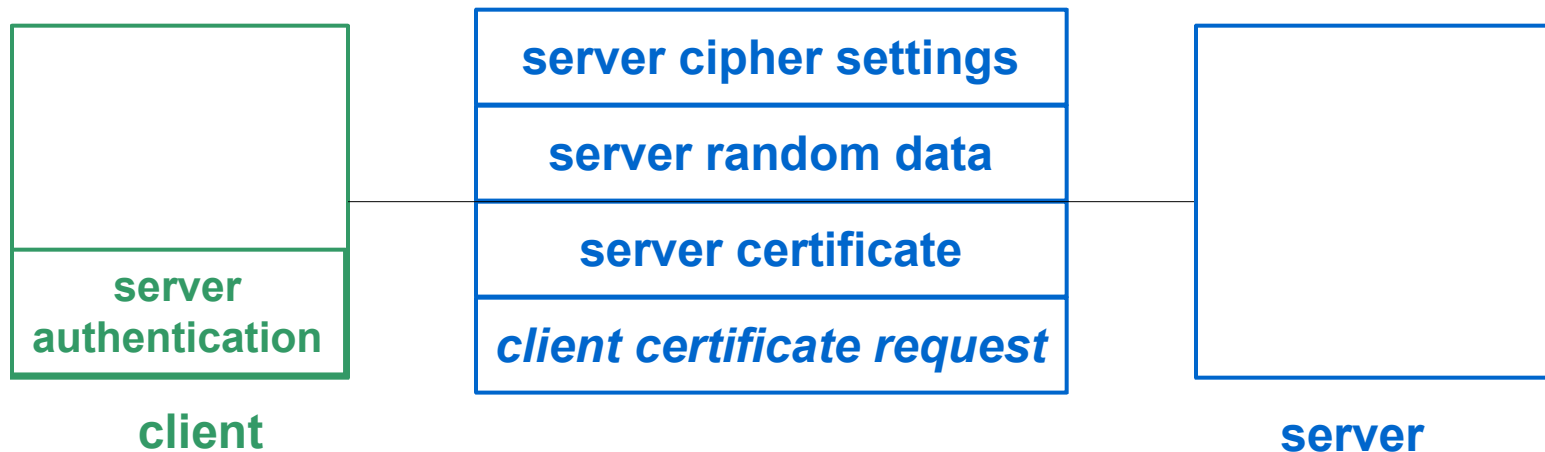 server cipher settings
server random data
server certificate
client certificate request
server
authentication
client
server